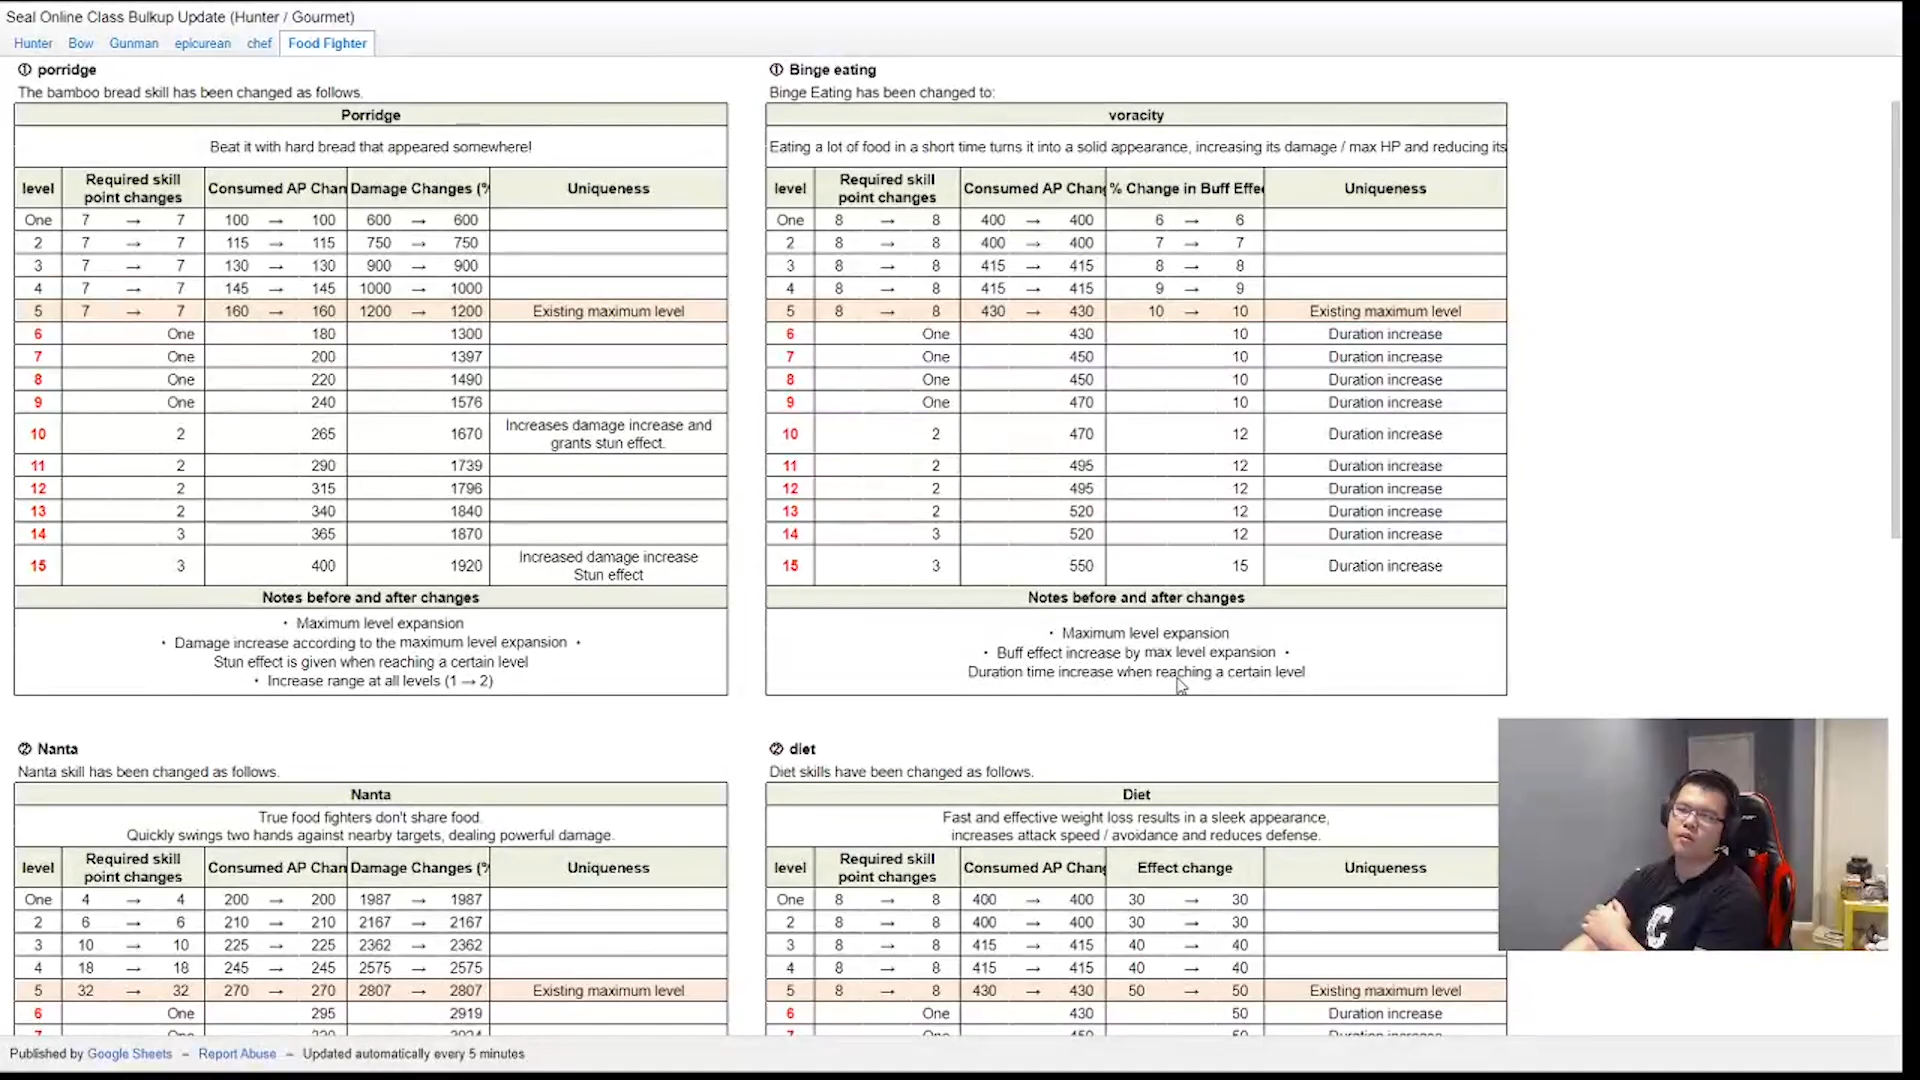 Seal Online Class Bulkup Update (Hunter / Gourmet)
Hunter Bow Gunman epicurean chef Food Fighter
① porridge
The bamboo bread skill has been changed as follows.
Porridge
Beat it with hard bread that appeared somewhere!
level Required skill point changes Consumed AP Chan Damage Changes (%
Uniqueness
One 7 → 7 100 → 100 600 → 600
2 7 → 7 115 → 115 750 → 750
3 7 → 7 130 → 130 900 → 900
4 7 → 7 145 → 145 1000 → 1000
5 7 → 7 160 → 160 1200 → 1200 Existing maximum level
6 One 180 1300
7 One 200 1397
8 One 220 1490
9 One 240 1576
10 2 265 1670 Increases damage increase and grants stun effect.
11 2 290 1739
12 2 315 1796
13 2 340 1840
14 3 365 1870
15 3 400 1920 Increased damage increase Stun effect
Notes before and after changes
・ Maximum level expansion
・ Damage increase according to the maximum level expansion ・
Stun effect is given when reaching a certain level
・ Increase range at all levels (1 → 2)
① Binge eating
Binge Eating has been changed to:
voracity
Eating a lot of food in a short time turns it into a solid appearance, increasing its damage / max HP and reducing its
level Required skill point changes Consumed AP Chang % Change in Buff Effe Uniqueness
One 8 → 8 400 → 400 6 → 6
2 8 → 8 400 → 400 7 → 7
3 8 → 8 415 → 415 8 → 8
4 8 → 8 415 → 415 9 → 9
5 8 → 8 430 → 430 10 → 10 Existing maximum level
6 One 430 10 Duration increase
7 One 450 10 Duration increase
8 One 450 10 Duration increase
9 One 470 10 Duration increase
10 2 470 12 Duration increase
11 2 495 12 Duration increase
12 2 495 12 Duration increase
13 2 520 12 Duration increase
14 3 520 12 Duration increase
15 3 550 15 Duration increase
Notes before and after changes
・ Maximum level expansion
・ Buff effect increase by max level expansion ・
Duration time increase when reaching a certain level
② Nanta
Nanta skill has been changed as follows.
Nanta
True food fighters don't share food.
Quickly swings two hands against nearby targets, dealing powerful damage.
level Required skill point changes Consumed AP Chan Damage Changes (% Uniqueness
One 4 → 4 200 → 200 1987 → 1987
2 6 → 6 210 → 210 2167 → 2167
3 10 → 10 225 → 225 2362 → 2362
4 18 → 18 245 → 245 2575 → 2575
5 32 → 32 270 → 270 2807 → 2807 Existing maximum level
6 One 295 2919
② diet
Diet skills have been changed as follows.
Diet
Fast and effective weight loss results in a sleek appearance,
increases attack speed / avoidance and reduces defense.
level Required skill point changes Consumed AP Chang Effect change Uniqueness
One 8 → 8 400 → 400 30 → 30
2 8 → 8 400 → 400 30 → 30
3 8 → 8 415 → 415 40 → 40
4 8 → 8 415 → 415 40 → 40
5 8 → 8 430 → 430 50 → 50 Existing maximum level
6 One 430 50 Duration increase
C
Published by Google Sheets – Report Abuse – Updated automatically every 5 minutes